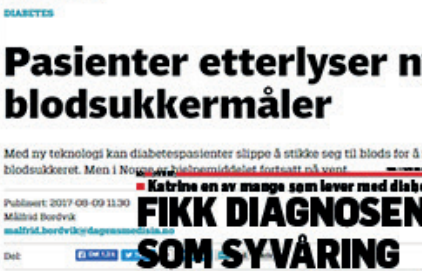 DIABETES
Pasienter etterlyser n
blodsukkermåler
Med ny teknologi kan diabetespasienter slippe å stikke seg til blods for å
blodsukkeret. Men i Norge er hjelpemiddelet fortsatt på vent.
Katrine en av mange som lever med diabe
Publisert: 2017-08-09 11:30
FIKK DIAGNOSEN
Målfrid Bordvik
malfrid.bordvik@dagensmedisin.no
Del:
SOM SYVÅRING